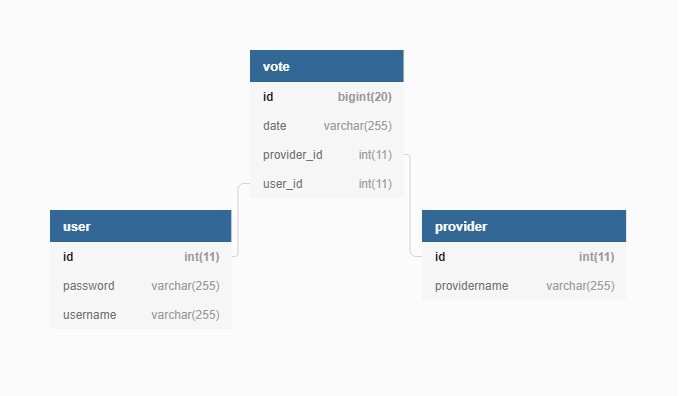 vote
id bigint(20)
date varchar(255)
provider_id int(11)
user_id int(11)
user
id int(11)
password varchar(255)
username varchar(255)
provider
id int(11)
providername varchar(255)